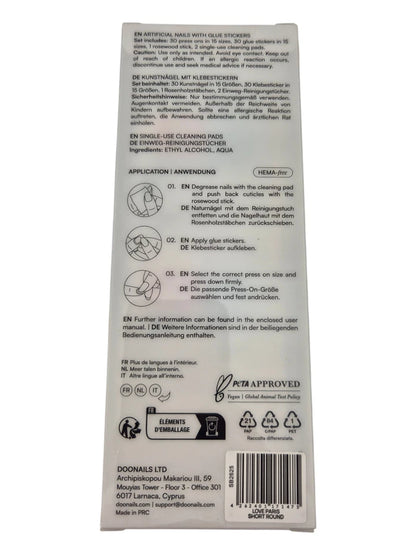 EN ARTIFICIAL NAILS WITH GLUE STICKERS
Set includes: 30 press ons in 15 sizes, 30 glue stickers in 15
sizes, 1 rosewood stick, 2 single-use cleaning pads.
Caution: Use only as intended. Avoid eye contact. Keep out
of reach of children. If an allergic reaction occurs,
discontinue use and seek medical advice if necessary.
DE KUNSTNÄGEL MIT KLEBESTICKERN
Set beinhaltet: 30 Kunstnägel in 15 Größen, 30 Klebesticker in
15 Größen, 1 Rosenholzstäbchen, 2 Einweg-Reinigungstücher.
Sicherheitshinweise: Nur bestimmungsgemäß verwenden.
Augenkontakt vermeiden. Außerhalb der Reichweite von
Kindern aufbewahren. Sollte eine allergische Reaktion
auftreten, die Anwendung abbrechen und ärztlichen Rat
einholen.
EN SINGLE-USE CLEANING PADS
DE EINWEG-REINIGUNGSTÜCHER
Ingredients: ETHYL ALCOHOL, AQUA
APPLICATION | ANWENDUNG
HEMA-free
01. EN Degrease nails with the cleaning pad
and push back cuticles with the
rosewood stick.
DE Naturnägel mit dem Reinigungstuch
entfetten und die Nagelhaut mit dem
Rosenholzstäbchen zurückschieben.
02. EN Apply glue stickers.
DE Klebesticker aufkleben.
03. EN Select the correct press on size and
press down firmly.
DE Die passende Press-On-Größe
auswählen und fest andrücken.
EN Further information can be found in the enclosed user
manual. | DE Weitere Informationen sind in der beiliegenden
Bedienungsanleitung enthalten.
FR Plus de langues à l'intérieur.
NL Meer talen binnenin.
IT Altre lingue all'interno.
FR NL IT
PETA APPROVED
Vegan | Global Animal Test Policy
FR
ÉLÉMENTS
D'EMBALLAGE
21
PAP
84
C/PAP
1
PET
Raccolta differenziata.
DOONAILS LTD
Archipiskopou Makariou III, 59
Mouyias Tower - Floor 3 - Office 301
6017 Larnaca, Cyprus
doonails.com | support@doonails.com
Made in PRC
SB2625
4 262401 171473
LOVE PARIS
SHORT ROUND